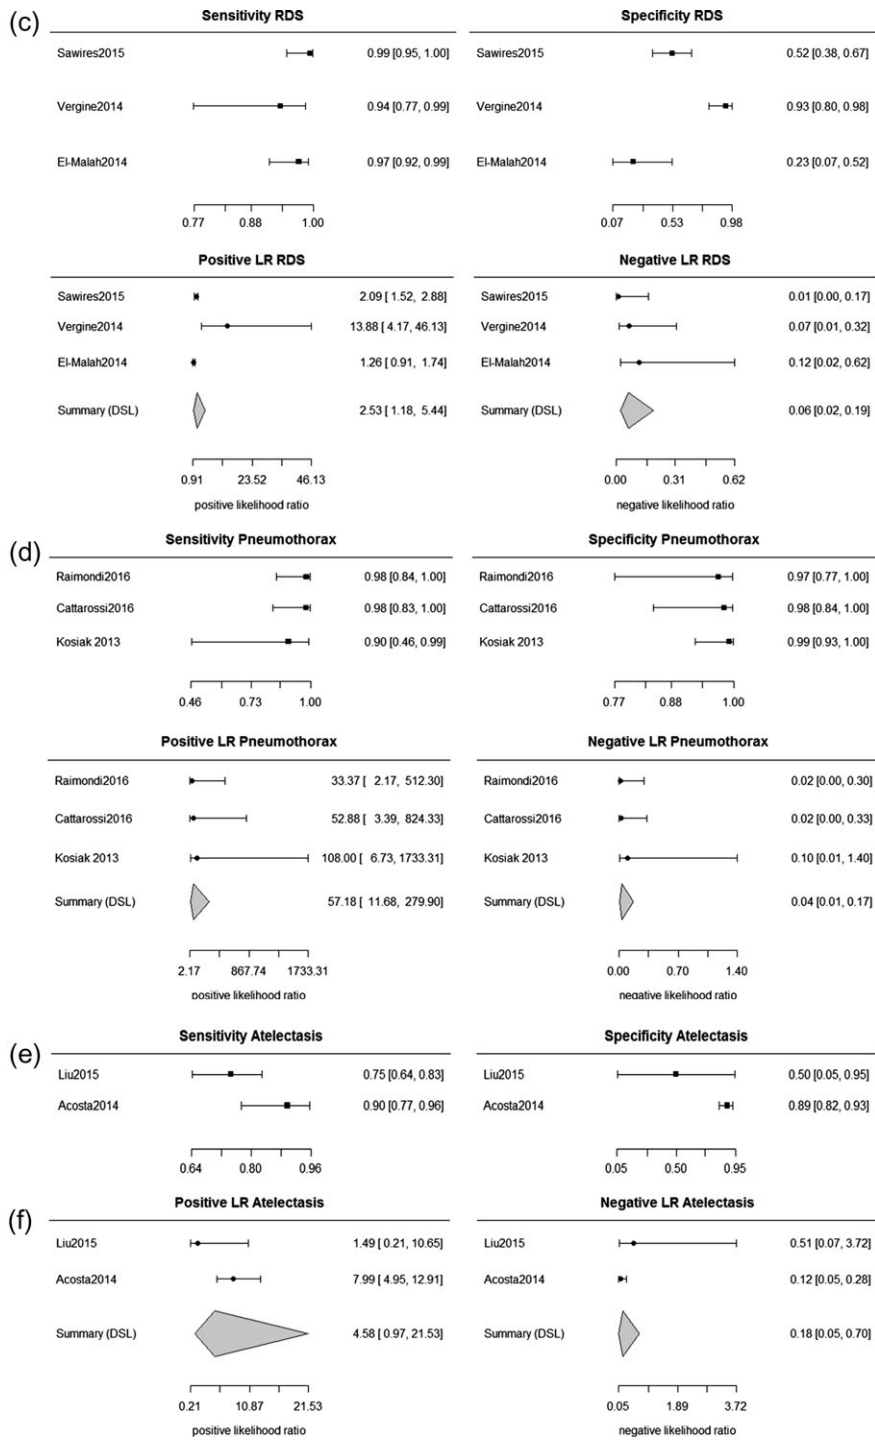 (c)
Sensitivity RDS
Sawires2015 0.99 [0.95, 1.00]
Vergine2014 0.94 [0.77, 0.99]
El-Malah2014 0.97 [0.92, 0.99]
0.77 0.88 1.00
Specificity RDS
Sawires2015 0.52 [0.38, 0.67]
Vergine2014 0.93 [0.80, 0.98]
El-Malah2014 0.23 [0.07, 0.52]
0.07 0.53 0.98
Positive LR RDS
Sawires2015 2.09 [ 1.52, 2.88]
Vergine2014 13.88 [ 4.17, 46.13]
El-Malah2014 1.26 [ 0.91, 1.74]
Summary (DSL) 2.53 [ 1.18, 5.44]
0.91 23.52 46.13
positive likelihood ratio
Negative LR RDS
Sawires2015 0.01 [0.00, 0.17]
Vergine2014 0.07 [0.01, 0.32]
El-Malah2014 0.12 [0.02, 0.62]
Summary (DSL) 0.06 [0.02, 0.19]
0.00 0.31 0.62
negative likelihood ratio
(d)
Sensitivity Pneumothorax
Raimondi2016 0.98 [0.84, 1.00]
Cattarossi2016 0.98 [0.83, 1.00]
Kosiak 2013 0.90 [0.46, 0.99]
0.46 0.73 1.00
Specificity Pneumothorax
Raimondi2016 0.97 [0.77, 1.00]
Cattarossi2016 0.98 [0.84, 1.00]
Kosiak 2013 0.99 [0.93, 1.00]
0.77 0.88 1.00
Positive LR Pneumothorax
Raimondi2016 33.37 [ 2.17, 512.30]
Cattarossi2016 52.88 [ 3.39, 824.33]
Kosiak 2013 108.00 [ 6.73, 1733.31]
Summary (DSL) 57.18 [ 11.68, 279.90]
2.17 867.74 1733.31
positive likelihood ratio
Negative LR Pneumothorax
Raimondi2016 0.02 [0.00, 0.30]
Cattarossi2016 0.02 [0.00, 0.33]
Kosiak 2013 0.10 [0.01, 1.40]
Summary (DSL) 0.04 [0.01, 0.17]
0.00 0.70 1.40
negative likelihood ratio
(e)
Sensitivity Atelectasis
Liu2015 0.75 [0.64, 0.83]
Acosta2014 0.90 [0.77, 0.96]
0.64 0.80 0.96
Specificity Atelectasis
Liu2015 0.50 [0.05, 0.95]
Acosta2014 0.89 [0.82, 0.93]
0.05 0.50 0.95
(f)
Positive LR Atelectasis
Liu2015 1.49 [ 0.21, 10.65]
Acosta2014 7.99 [ 4.95, 12.91]
Summary (DSL) 4.58 [ 0.97, 21.53]
0.21 10.87 21.53
positive likelihood ratio
Negative LR Atelectasis
Liu2015 0.51 [0.07, 3.72]
Acosta2014 0.12 [0.05, 0.28]
Summary (DSL) 0.18 [0.05, 0.70]
0.05 1.89 3.72
negative likelihood ratio